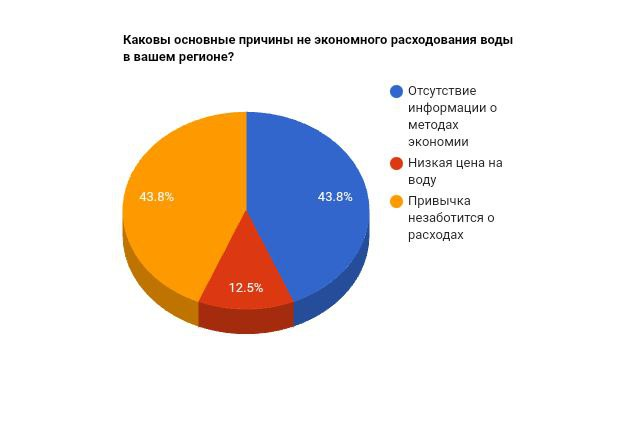 Каковы основные причины не экономного расходования воды
в вашем регионе?
Отсутствие
информации о
методах
экономии
Низкая цена на
воду
Привычка
незаботится о
расходах
43.8%
43.8%
12.5%